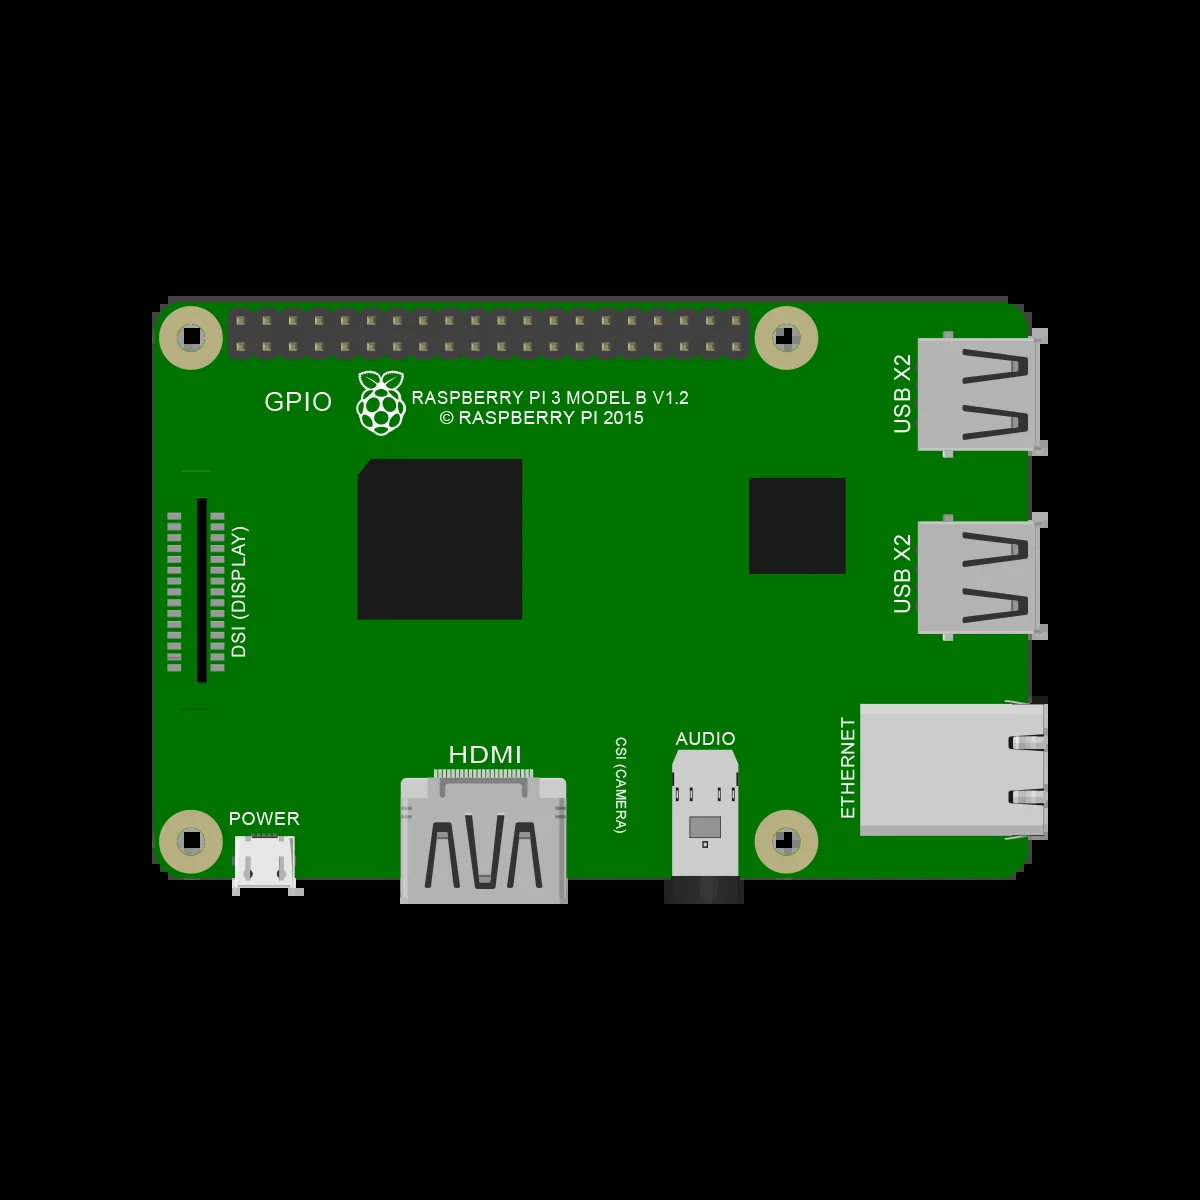 GPIO
RASPBERRY PI 3 MODEL B V1.2
© RASPBERRY PI 2015
USB X2
USB X2
DSI (DISPLAY)
ETHERNET
HDMI
CSI (CAMERA)
AUDIO
POWER